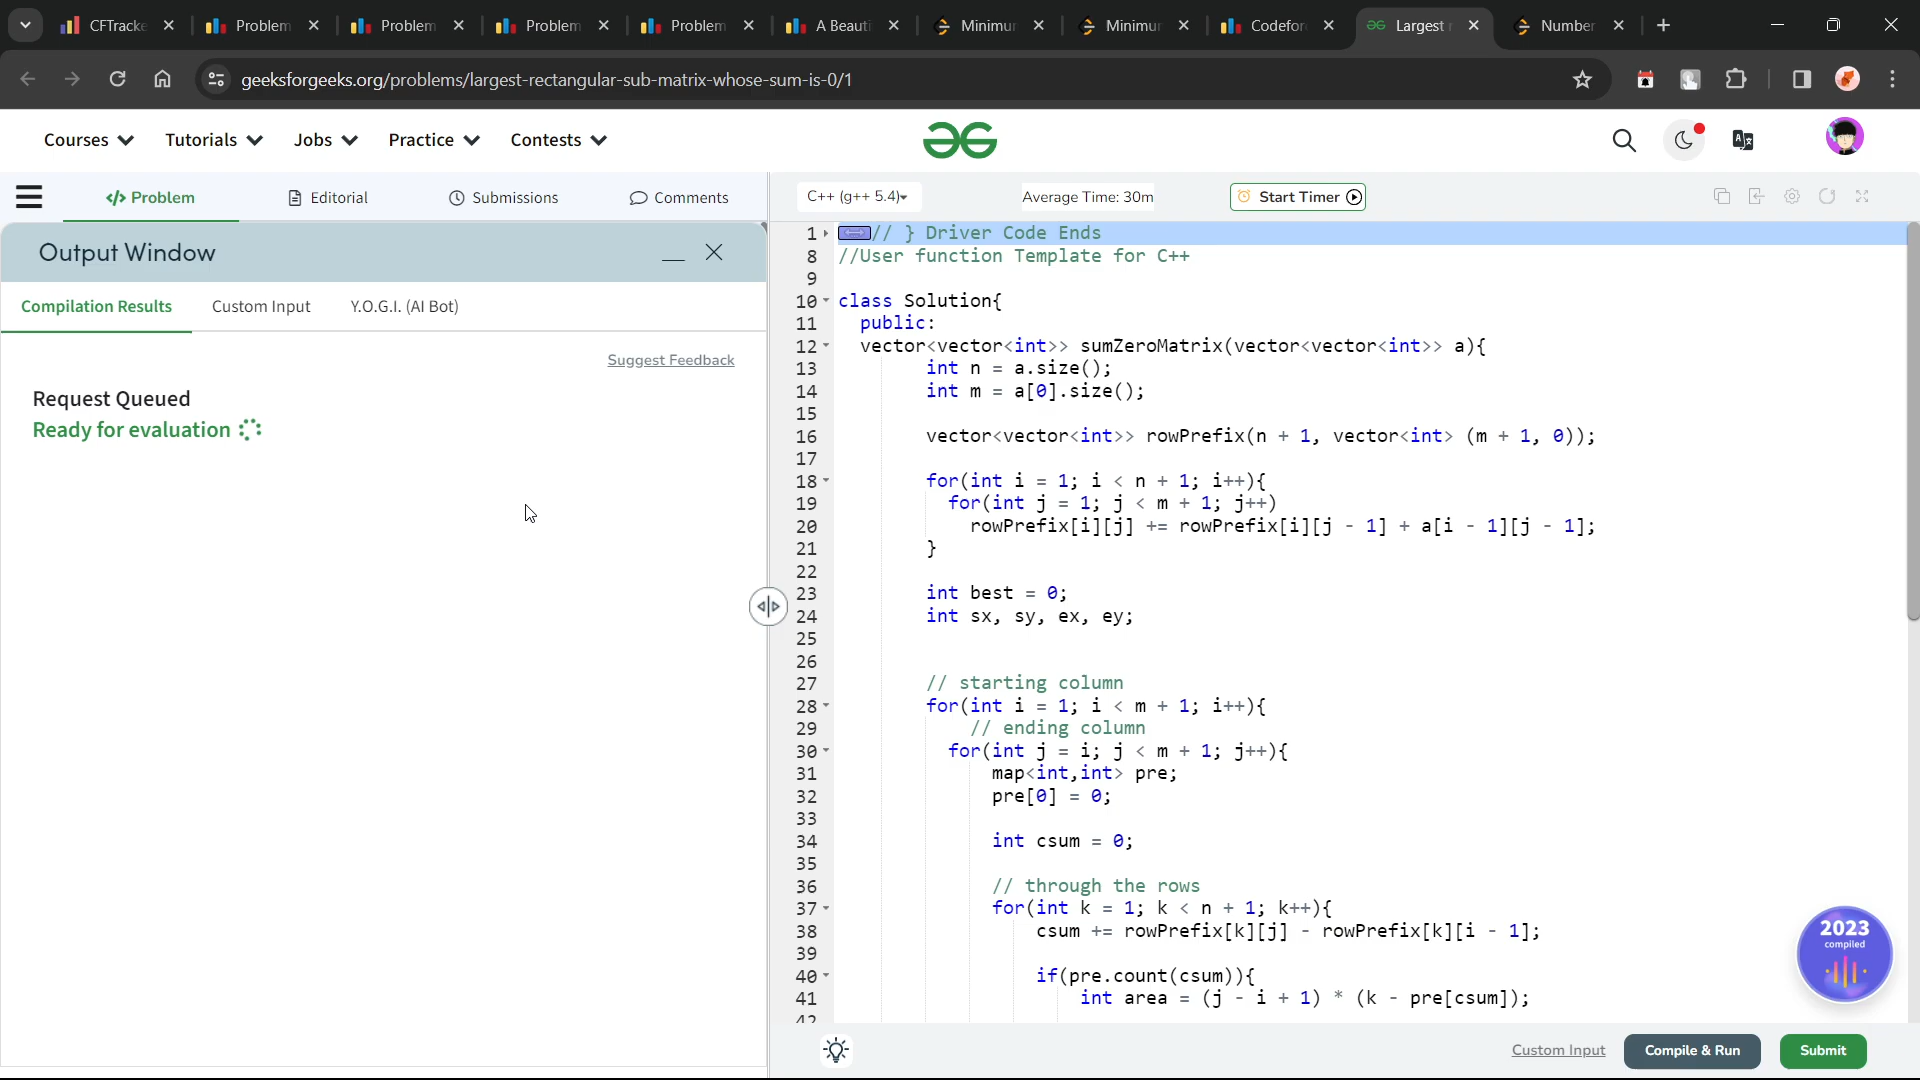 CFTracke
Problem
Problem
Problem
Problem
A Beauti
Minimu
Minimu
Codefor
Largest
Number
geeksforgeeks.org/problems/largest-rectangular-sub-matrix-whose-sum-is-0/1
Courses
Tutorials
Jobs
Practice
Contests
Problem
Editorial
Submissions
Comments
Output Window
Compilation Results
Custom Input
Y.O.G.I. (AI Bot)
Suggest Feedback
Request Queued
Ready for evaluation
C++ (g++ 5.4)
Average Time: 30m
Start Timer
1 // } Driver Code Ends
8 //User function Template for C++
9
10 class Solution{
11 public:
12 vector<vector<int>> sumZeroMatrix(vector<vector<int>> a){
13 int n = a.size();
14 int m = a[0].size();
15
16 vector<vector<int>> rowPrefix(n + 1, vector<int> (m + 1, 0));
17
18 for(int i = 1; i < n + 1; i++){
19 for(int j = 1; j < m + 1; j++)
20 rowPrefix[i][j] += rowPrefix[i][j - 1] + a[i - 1][j - 1];
21 }
22
23 int best = 0;
24 int sx, sy, ex, ey;
25
26
27 // starting column
28 for(int i = 1; i < m + 1; i++){
29 // ending column
30 for(int j = i; j < m + 1; j++){
31 map<int,int> pre;
32 pre[0] = 0;
33
34 int csum = 0;
35
36 // through the rows
37 for(int k = 1; k < n + 1; k++){
38 csum += rowPrefix[k][j] - rowPrefix[k][i - 1];
39
40 if(pre.count(csum)){
41 int area = (j - i + 1) * (k - pre[csum]);
42
2023
compiled
Custom Input
Compile & Run
Submit